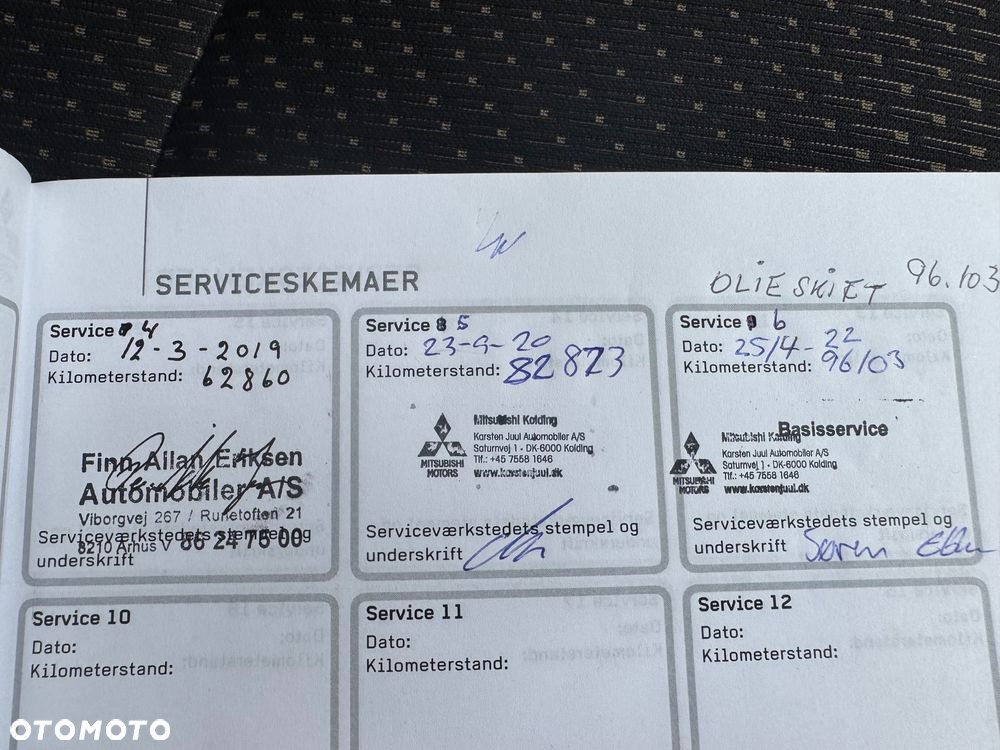 SERVICESKEMAER
OLIESKIFT 96.103
Service 4
Dato: 12-3-2019
Kilometerstand: 62860
Finn Allan Eriksen
Automobiler A/S
Viborgvej 267 / Runetoften 21
8210 Århus V 86 24 75 00
Serviceværkstedets stempel og
underskrift
Service 8 5
Dato: 23-9-20
Kilometerstand: 82823
MITSUBISHI
MOTORS
Mitsubishi Kolding
Karsten Juul Automobiler A/S
Saturnvej 1 · DK-6000 Kolding
Tlf.: +45 7558 1646
www.karstenjuul.dk
Serviceværkstedets stempel og
underskrift
Service 9 6
Dato: 25/4-22
Kilometerstand: 96103
Basisservice
MITSUBISHI
MOTORS
Mitsubishi Kolding
Karsten Juul Automobiler A/S
Saturnvej 1 · DK-6000 Kolding
Tlf.: +45 7558 1646
www.karstenjuul.dk
Serviceværkstedets stempel og
underskrift Søren
Service 10
Dato:
Kilometerstand:
Service 11
Dato:
Kilometerstand:
Service 12
Dato:
Kilometerstand:
OTOMOTO